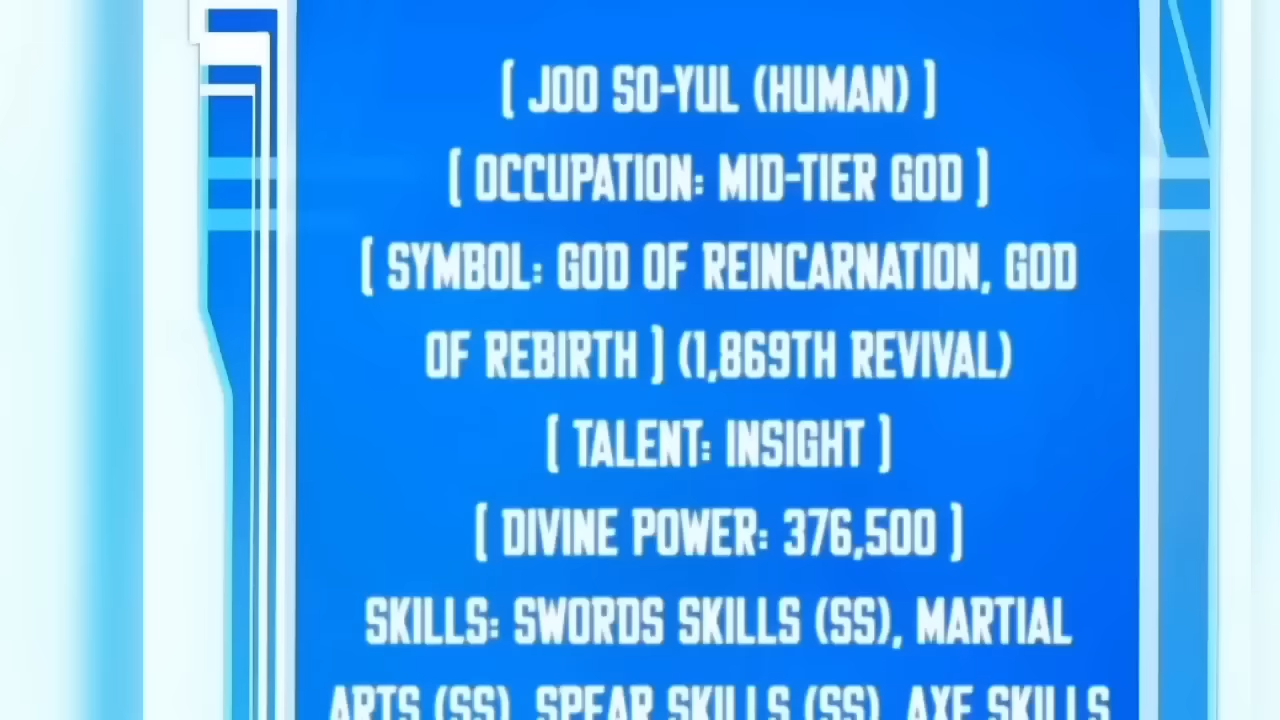 [ JOO SO-YUL (HUMAN) ]
[ OCCUPATION: MID-TIER GOD ]
[ SYMBOL: GOD OF REINCARNATION, GOD
OF REBIRTH ] (1,869TH REVIVAL)
[ TALENT: INSIGHT ]
[ DIVINE POWER: 376,500 ]
SKILLS: SWORDS SKILLS (SS), MARTIAL
ARTS (SS), SPEAR SKILLS (SS), AXE SKILLS